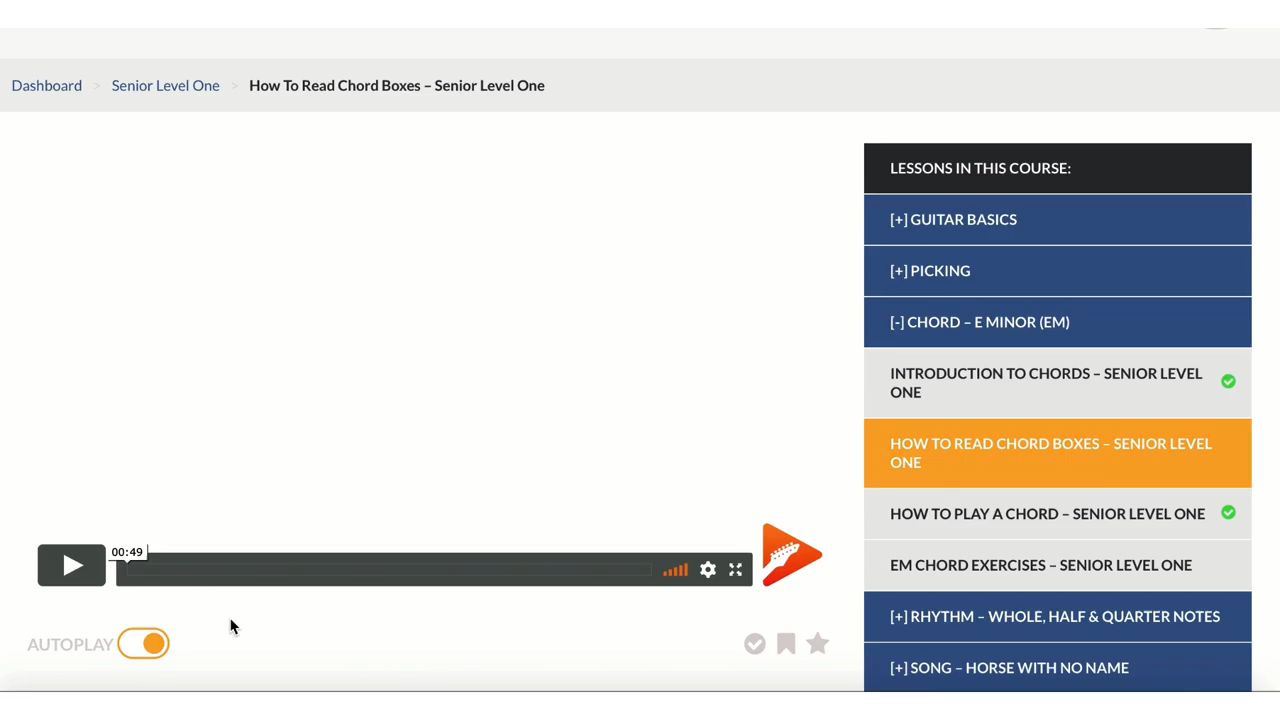 Dashboard > Senior Level One > How To Read Chord Boxes – Senior Level One
LESSONS IN THIS COURSE:
[+] GUITAR BASICS
[+] PICKING
[-] CHORD – E MINOR (EM)
INTRODUCTION TO CHORDS – SENIOR LEVEL
ONE
HOW TO READ CHORD BOXES – SENIOR LEVEL
ONE
HOW TO PLAY A CHORD – SENIOR LEVEL ONE
EM CHORD EXERCISES – SENIOR LEVEL ONE
[+] RHYTHM – WHOLE, HALF & QUARTER NOTES
[+] SONG – HORSE WITH NO NAME
00:49
AUTOPLAY